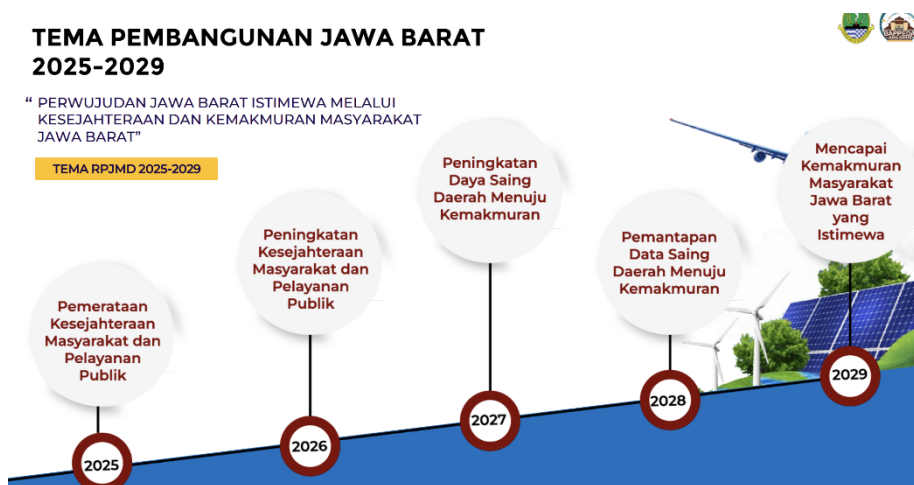 TEMA PEMBANGUNAN JAWA BARAT
2025-2029
“ PERWUJUDAN JAWA BARAT ISTIMEWA MELALUI
KESEJAHTERAAN DAN KEMAKMURAN MASYARAKAT
JAWA BARAT”
TEMA RPJMD 2025-2029
Pemerataan
Kesejahteraan
Masyarakat dan
Pelayanan
Publik
2025
Peningkatan
Kesejahteraan
Masyarakat dan
Pelayanan
Publik
2026
Peningkatan
Daya Saing
Daerah Menuju
Kemakmuran
2027
Pemantapan
Data Saing
Daerah Menuju
Kemakmuran
2028
Mencapai
Kemakmuran
Masyarakat
Jawa Barat
yang
Istimewa
2029
BAPPEDA